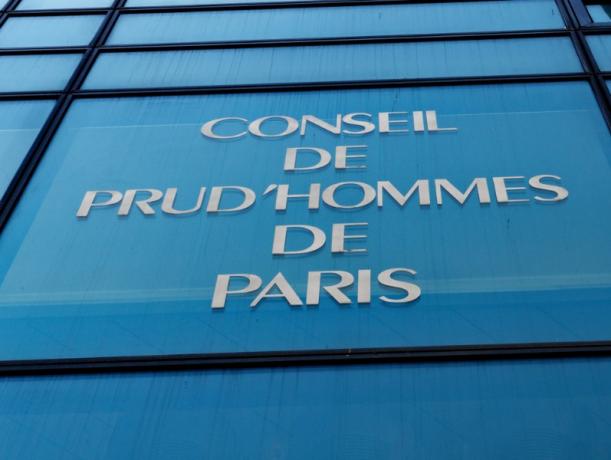 CONSEIL
DE
PRUD'HOMMES
DE
PARIS